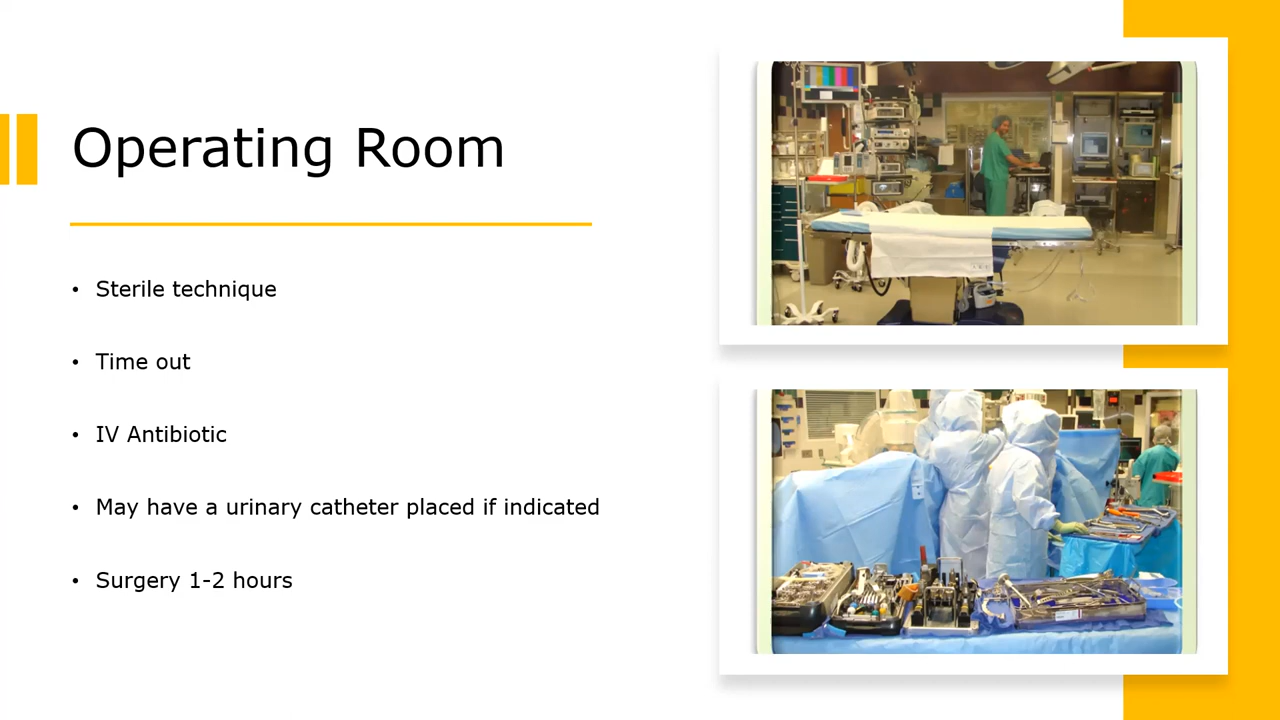 Operating Room
• Sterile technique
• Time out
• IV Antibiotic
• May have a urinary catheter placed if indicated
• Surgery 1-2 hours